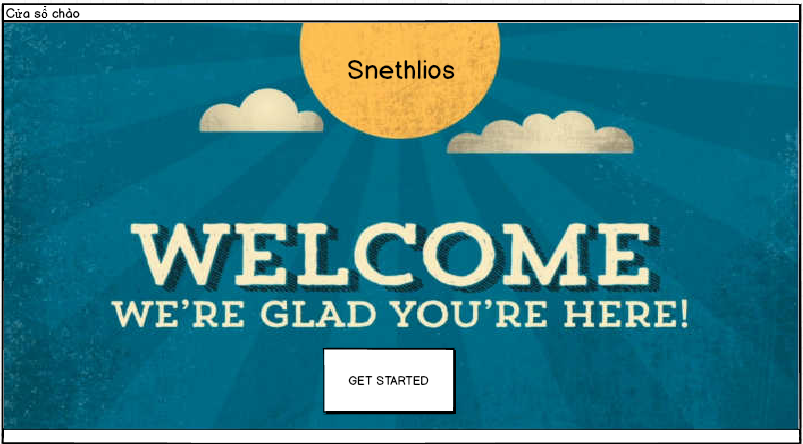 Cửa sổ chào
Snethlios
WELCOME
WE'RE GLAD YOU'RE HERE!
GET STARTED